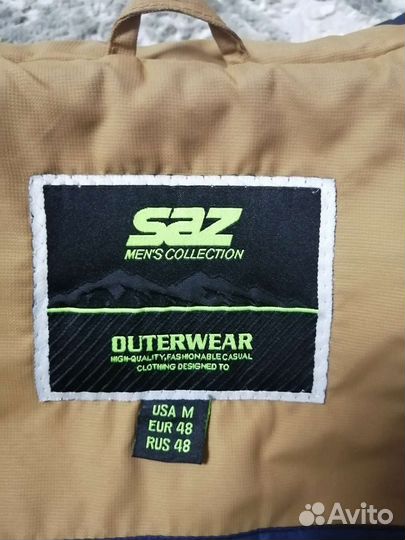 saz
MEN'S COLLECTION
OUTERWEAR
HIGH-QUALITY, FASHIONABLE CASUAL
CLOTHING DESIGNED TO
USA M
EUR 48
RUS 48
Avito